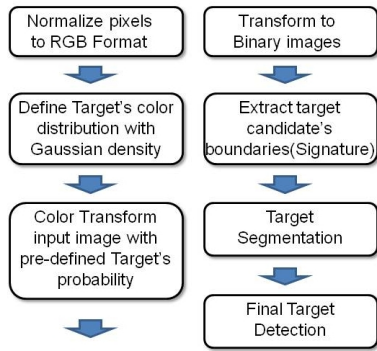 Normalize pixels
to RGB Format
Define Target's color
distribution with
Gaussian density
Color Transform
input image with
pre-defined Target's
probability
Transform to
Binary images
Extract target
candidate's
boundaries(Signature)
Target
Segmentation
Final Target
Detection